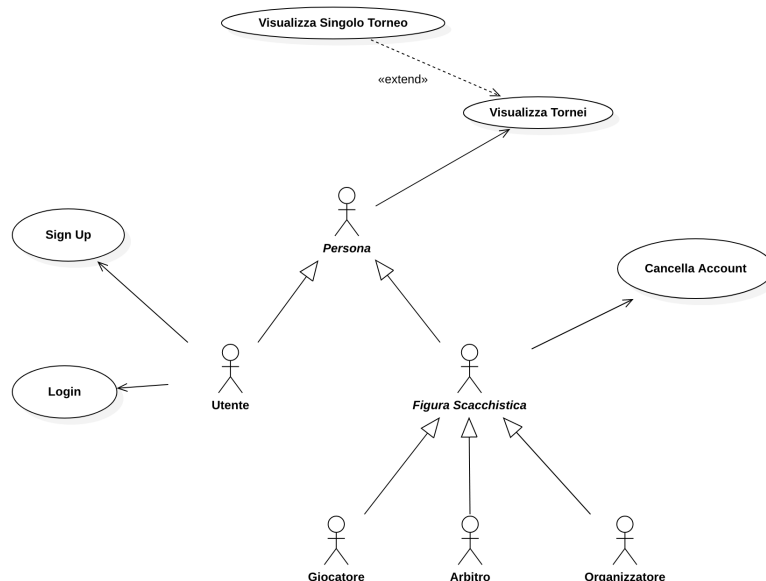 Visualizza Singolo Torneo
«extend»
Visualizza Tornei
Sign Up
Persona
Cancella Account
Login
Utente
Figura Scacchistica
Giocatore
Arbitro
Organizzatore